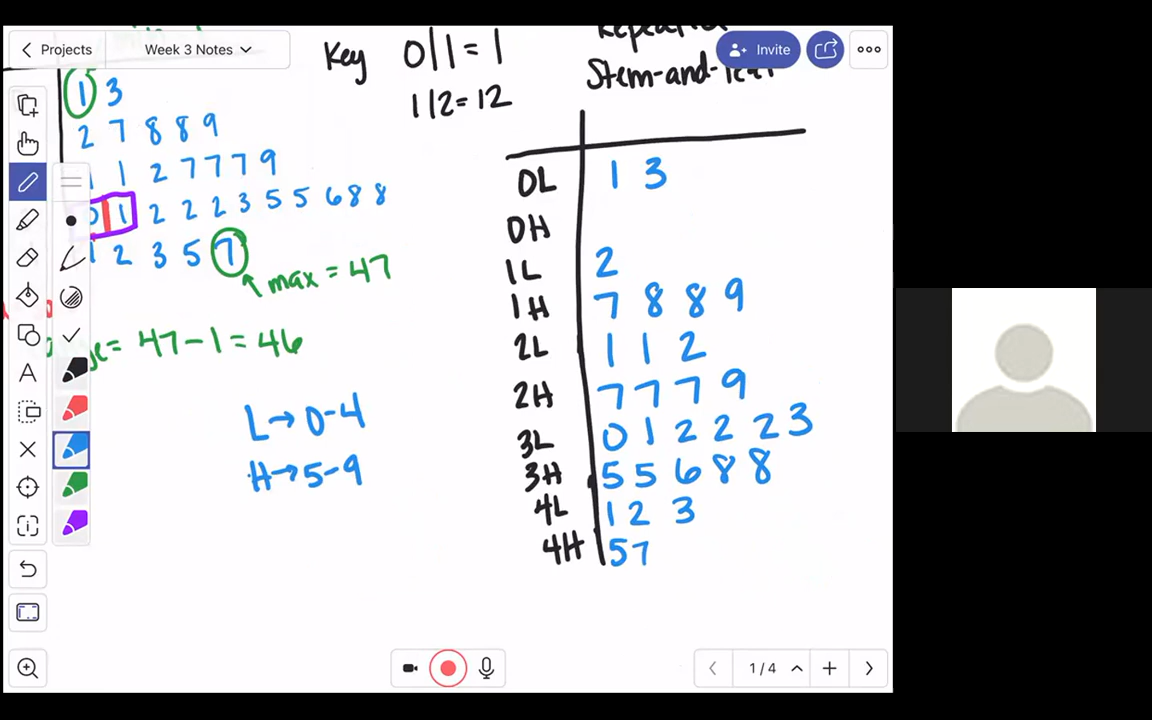 Projects
Week 3 Notes
Invite
Key 0|1 = 1
1|2 = 12
Stem-and-
1 3
2 7 8 8 9
1 2 7 7 7 9
0 1 2 2 2 3 5 5 6 8 8
1 2 3 5 7
max = 47
= 47 - 1 = 46
L → 0-4
H → 5-9
0L 1 3
0H
1L 2
1H 7 8 8 9
2L 1 1 2
2H 7 7 7 9
3L 0 1 2 2 2 3
3H 5 5 6 8 8
4L 1 2 3
4H 5 7
1/4